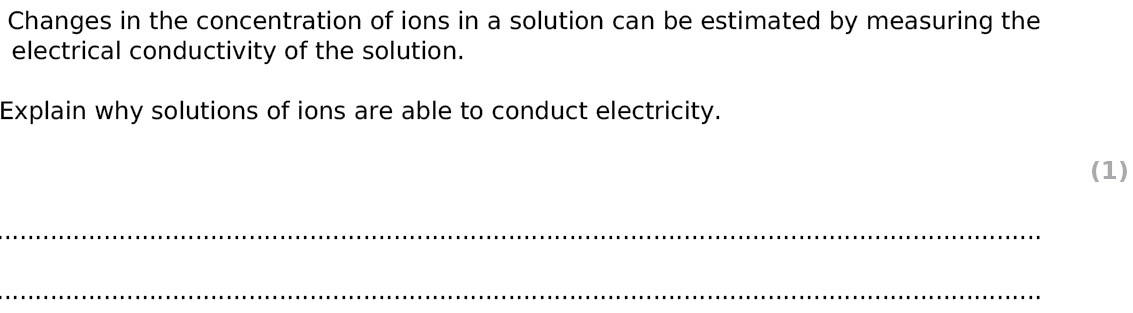 Changes in the concentration of ions in a solution can be estimated by measuring the
electrical conductivity of the solution.
Explain why solutions of ions are able to conduct electricity.
(1)